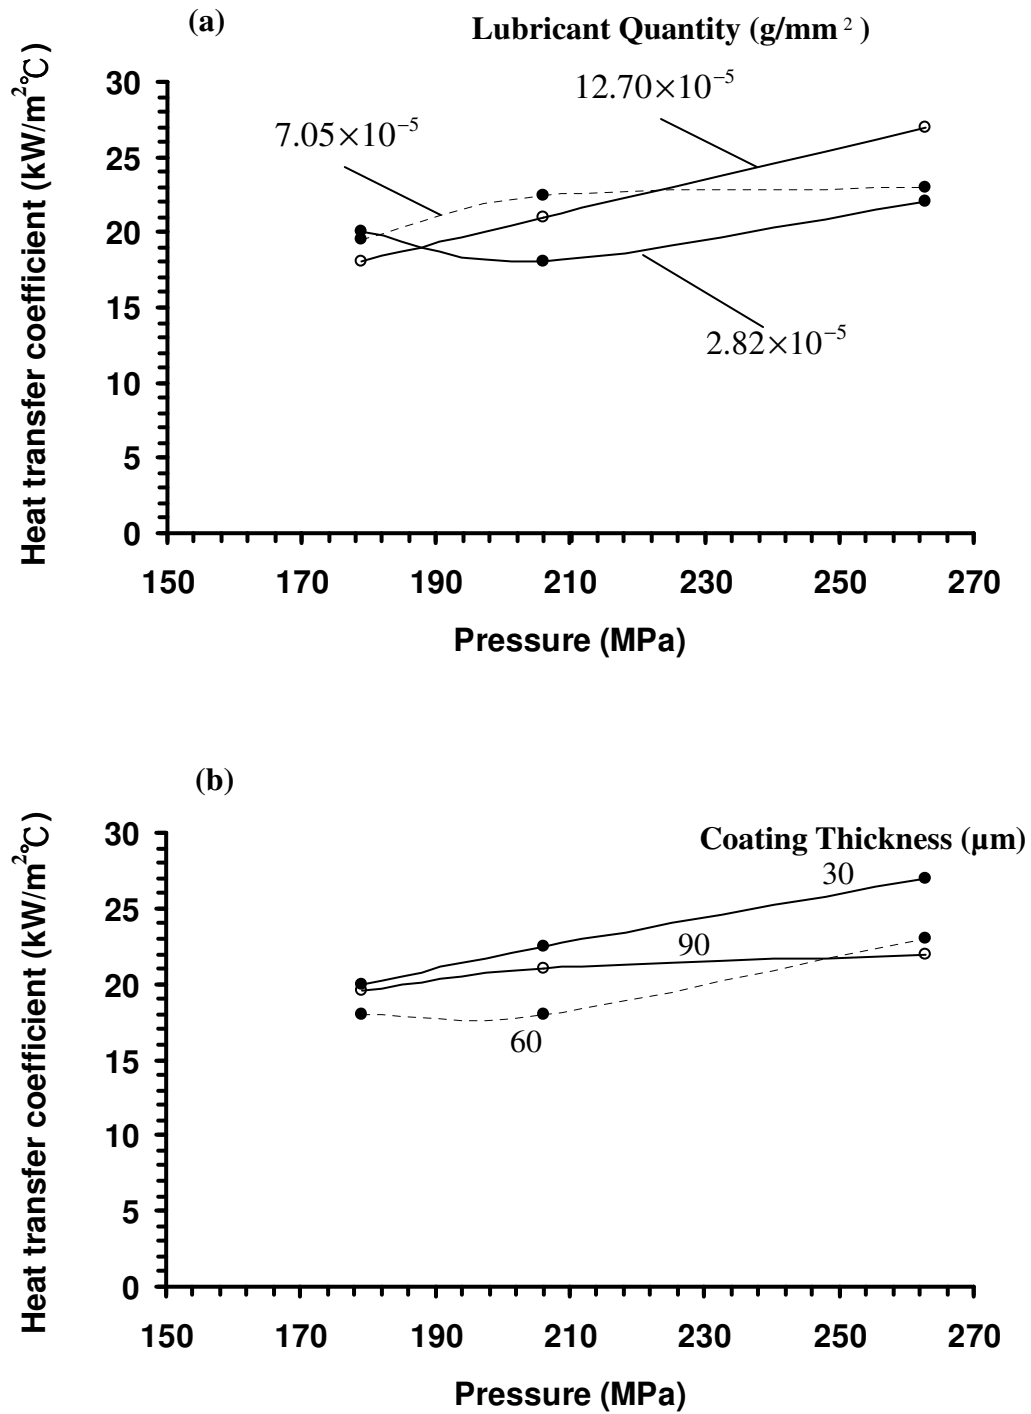 (a)
Lubricant Quantity (g/mm²)
12.70×10⁻⁵
7.05×10⁻⁵
2.82×10⁻⁵
Heat transfer coefficient (kW/m²℃)
30
25
20
15
10
5
0
150 170 190 210 230 250 270
Pressure (MPa)
(b)
Coating Thickness (µm)
30
90
60
Heat transfer coefficient (kW/m²℃)
30
25
20
15
10
5
0
150 170 190 210 230 250 270
Pressure (MPa)